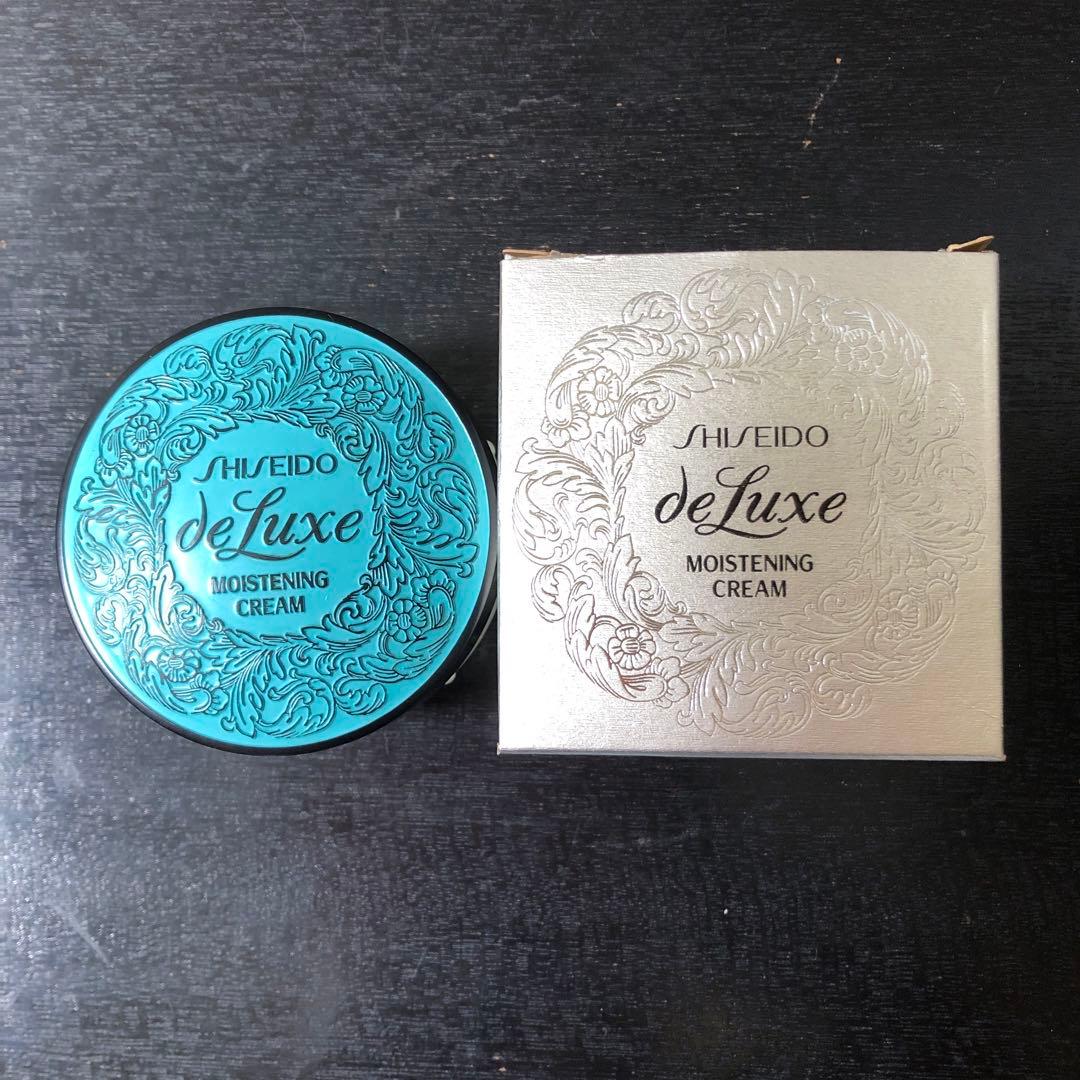 SHISEIDO
deLuxe
MOISTENING
CREAM
SHISEIDO
deLuxe
MOISTENING
CREAM